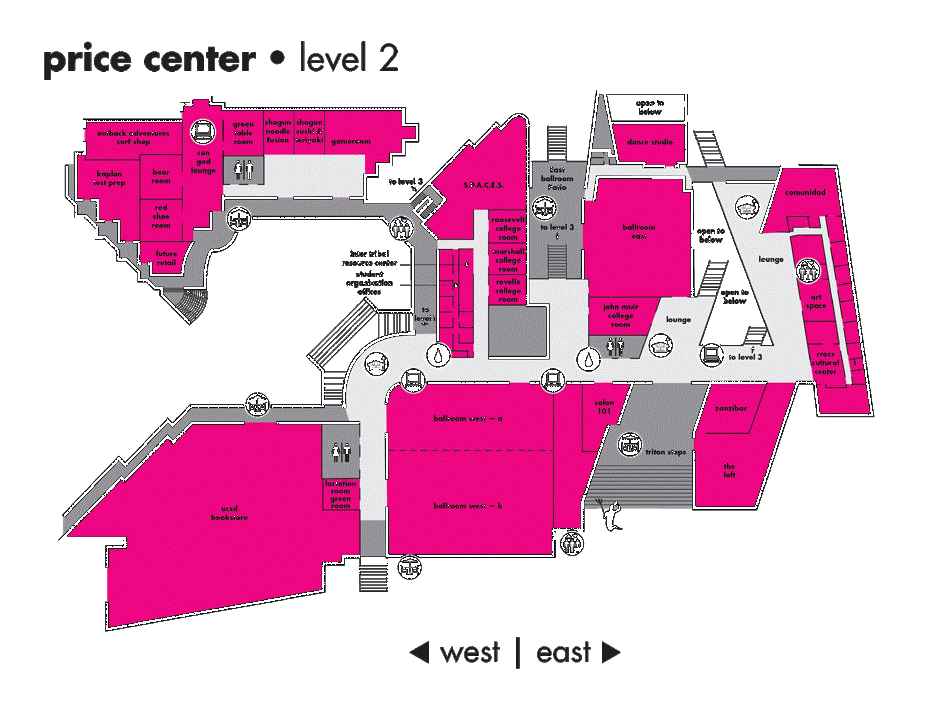 price center • level 2
open to
below
outback adventures
surf shop
sun
god
lounge
green
table
room
shogun
noodle
fusion
shogun
sushi &
teriyaki
gameroom
dance studio
kaplan
test prep
bear
room
to level 3
S.P.A.C.E.S.
east
ballroom
patio
comunidad
red
shoe
room
roosevelt
college
room
to level 3
ballroom
east
open to
below
future
retail
inter tribal
resource center
student
organization
offices
marshall
college
room
lounge
revelle
college
room
open to
below
art
space
to
level 1
john muir
college
room
lounge
to level 3
cross
cultural
center
ballroom west – a
salon
101
zanzibar
triton steps
the
loft
lactation
room
green
room
ucsd
bookstore
ballroom west – b
west | east